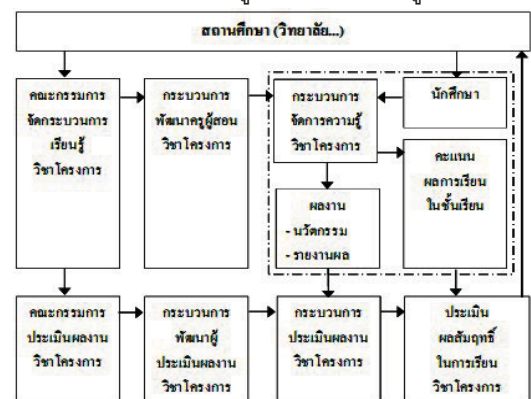 สถานศึกษา (วิทยาลัย...)
คณะกรรมการ
จัดกระบวนการ
เรียนรู้
วิชาโครงการ
กระบวนการ
พัฒนาครูผู้สอน
วิชาโครงการ
กระบวนการ
จัดการความรู้
วิชาโครงการ
นักศึกษา
คะแนน
ผลการเรียน
ในชั้นเรียน
ผลงาน
- นวัตกรรม
- รายงานผล
คณะกรรมการ
ประเมินผลงาน
วิชาโครงการ
กระบวนการ
พัฒนาผู้
ประเมินผลงาน
วิชาโครงการ
กระบวนการ
ประเมินผลงาน
วิชาโครงการ
ประเมิน
ผลสัมฤทธิ์
ในการเรียน
วิชาโครงการ